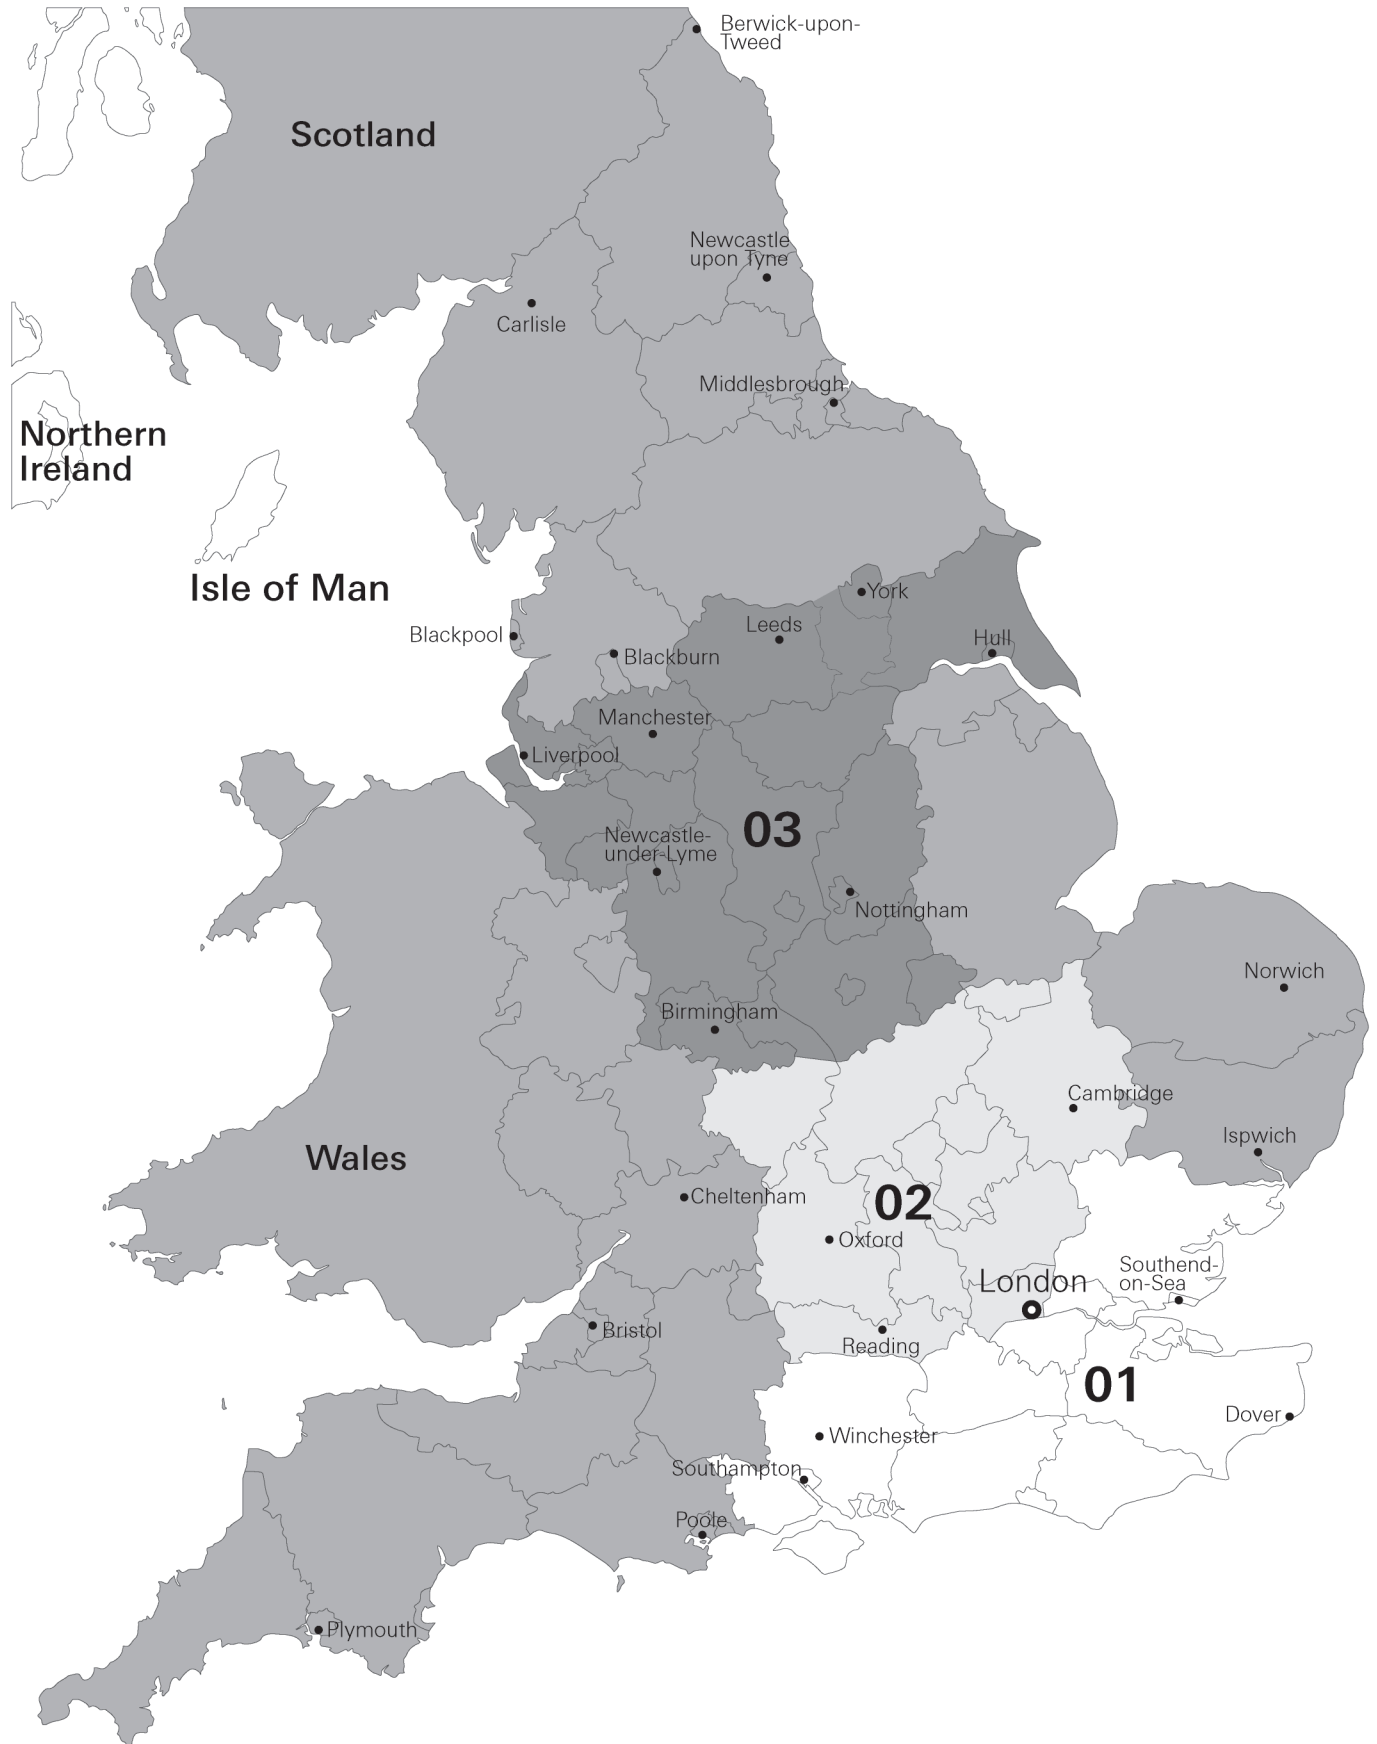 Berwick-upon-
Tweed
Scotland
Newcastle
upon Tyne
Carlisle
Middlesbrough
Northern
Ireland
Isle of Man
York
Leeds
Blackpool
Hull
Blackburn
Manchester
Liverpool
03
Newcastle-
under-Lyme
Nottingham
Norwich
Birmingham
Cambridge
Ispwich
Wales
Cheltenham
02
Oxford
Southend-
on-Sea
London
Bristol
Reading
01
Dover
Winchester
Southampton
Poole
Plymouth